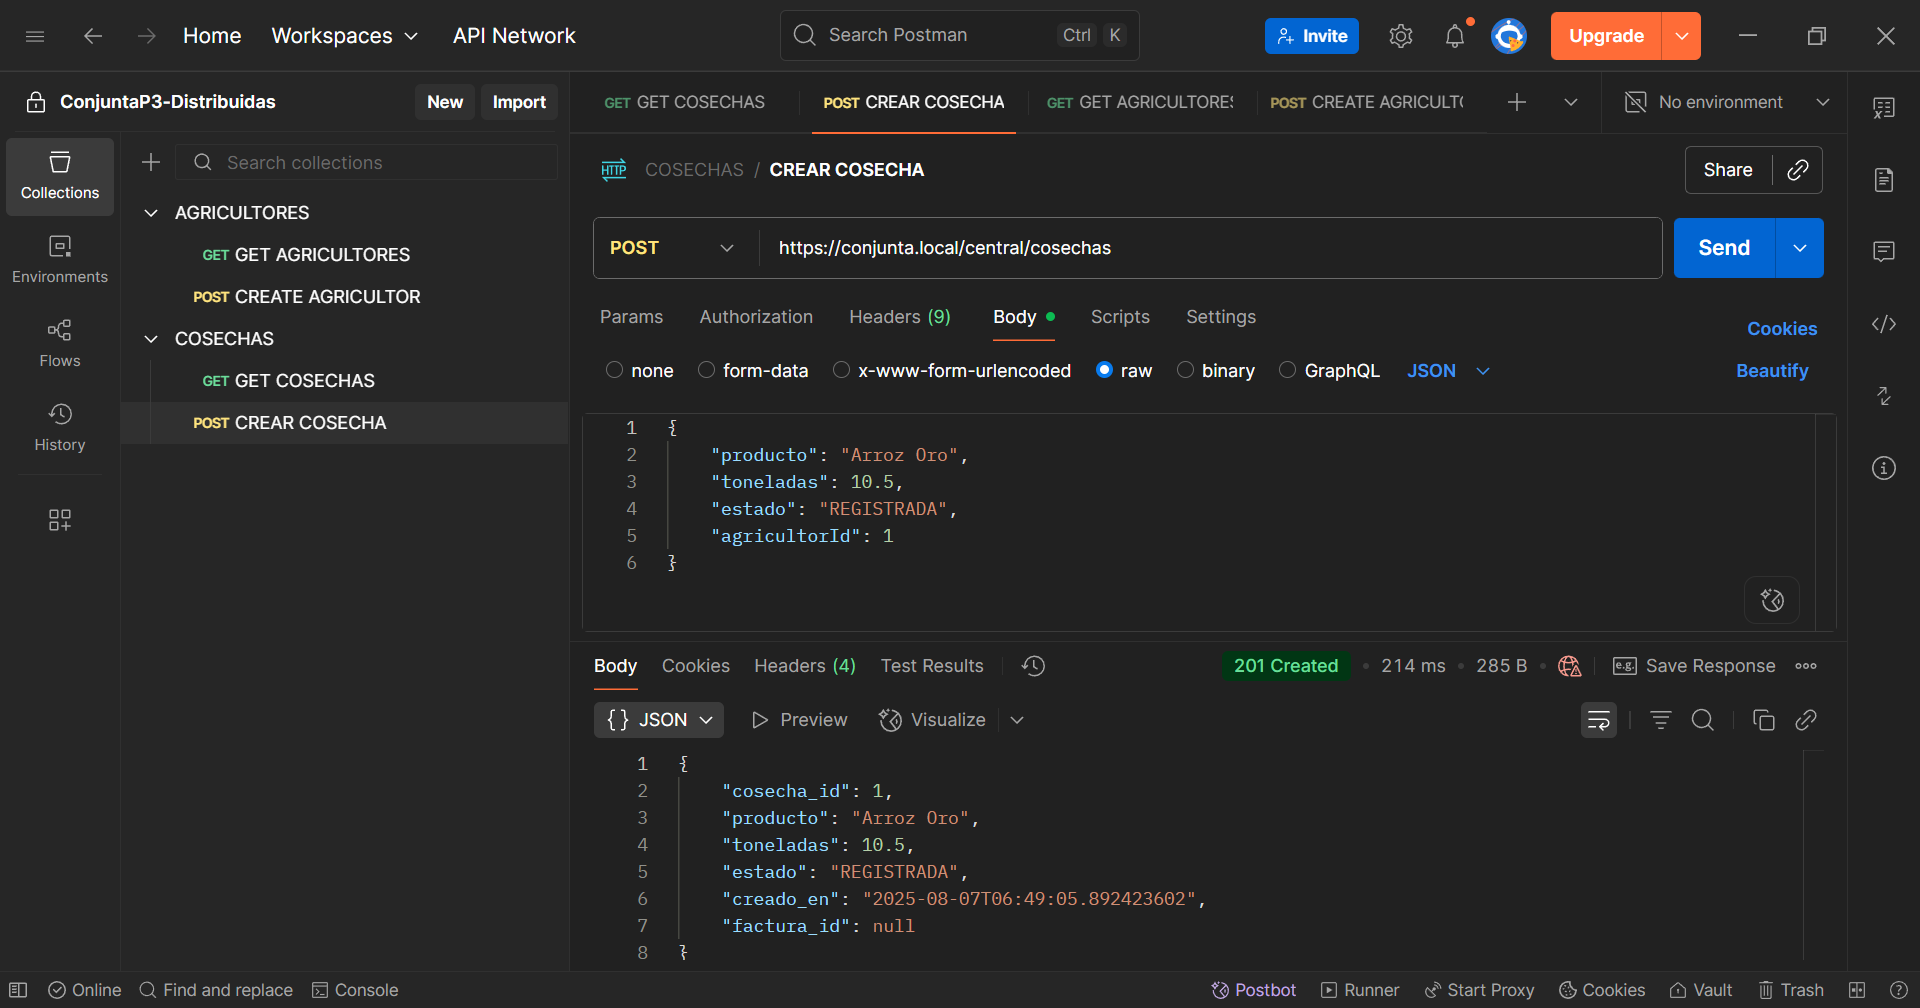 Home Workspaces API Network Search Postman Ctrl K Invite Upgrade
ConjuntaP3-Distribuidas New Import
GET GET COSECHAS POST CREAR COSECHA GET GET AGRICULTORES POST CREATE AGRICULTO No environment
Collections
Search collections
Environments
Flows
History
AGRICULTORES
GET GET AGRICULTORES
POST CREATE AGRICULTOR
COSECHAS
GET GET COSECHAS
POST CREAR COSECHA
HTTP COSECHAS / CREAR COSECHA Share
POST https://conjunta.local/central/cosechas Send
Params Authorization Headers (9) Body Scripts Settings Cookies
none form-data x-www-form-urlencoded raw binary GraphQL JSON Beautify
1 {
2 "producto": "Arroz Oro",
3 "toneladas": 10.5,
4 "estado": "REGISTRADA",
5 "agricultorId": 1
6 }
Body Cookies Headers (4) Test Results 201 Created 214 ms 285 B e.g. Save Response
{} JSON Preview Visualize
1 {
2 "cosecha_id": 1,
3 "producto": "Arroz Oro",
4 "toneladas": 10.5,
5 "estado": "REGISTRADA",
6 "creado_en": "2025-08-07T06:49:05.892423602",
7 "factura_id": null
8 }
Online Find and replace Console Postbot Runner Start Proxy Cookies Vault Trash